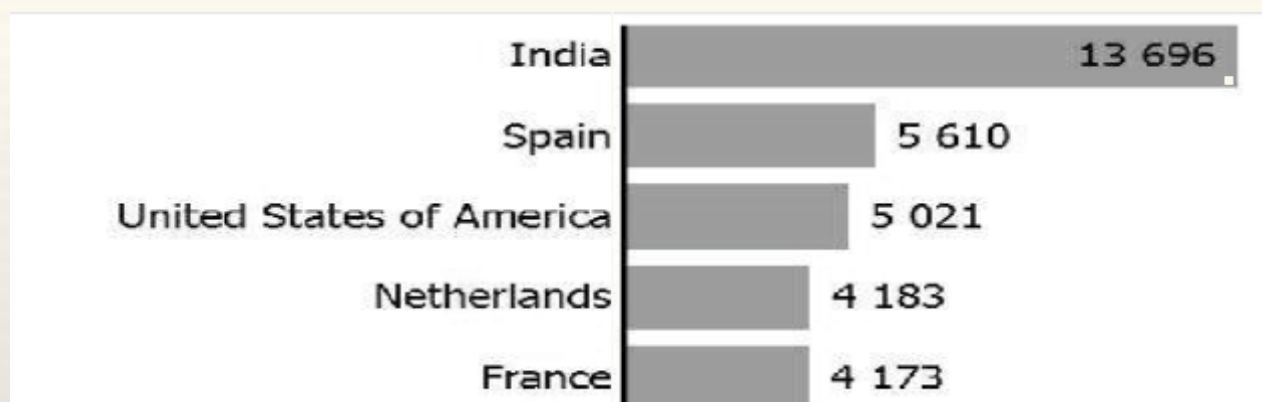 India 13 696
Spain 5 610
United States of America 5 021
Netherlands 4 183
France 4 173